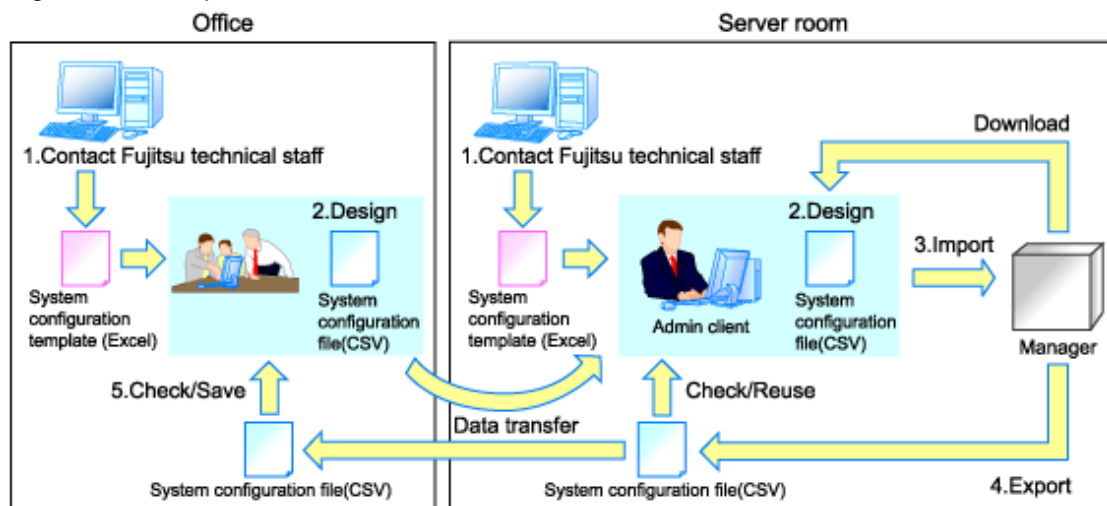 Office
Server room
1.Contact Fujitsu technical staff
1.Contact Fujitsu technical staff
Download
2.Design
2.Design
3.Import
System
configuration
template (Excel)
System
configuration
file(CSV)
System
configuration
template (Excel)
Admin client
System
configuration
file(CSV)
Manager
5.Check/Save
Check/Reuse
Data transfer
System configuration file(CSV)
System configuration file(CSV)
4.Export